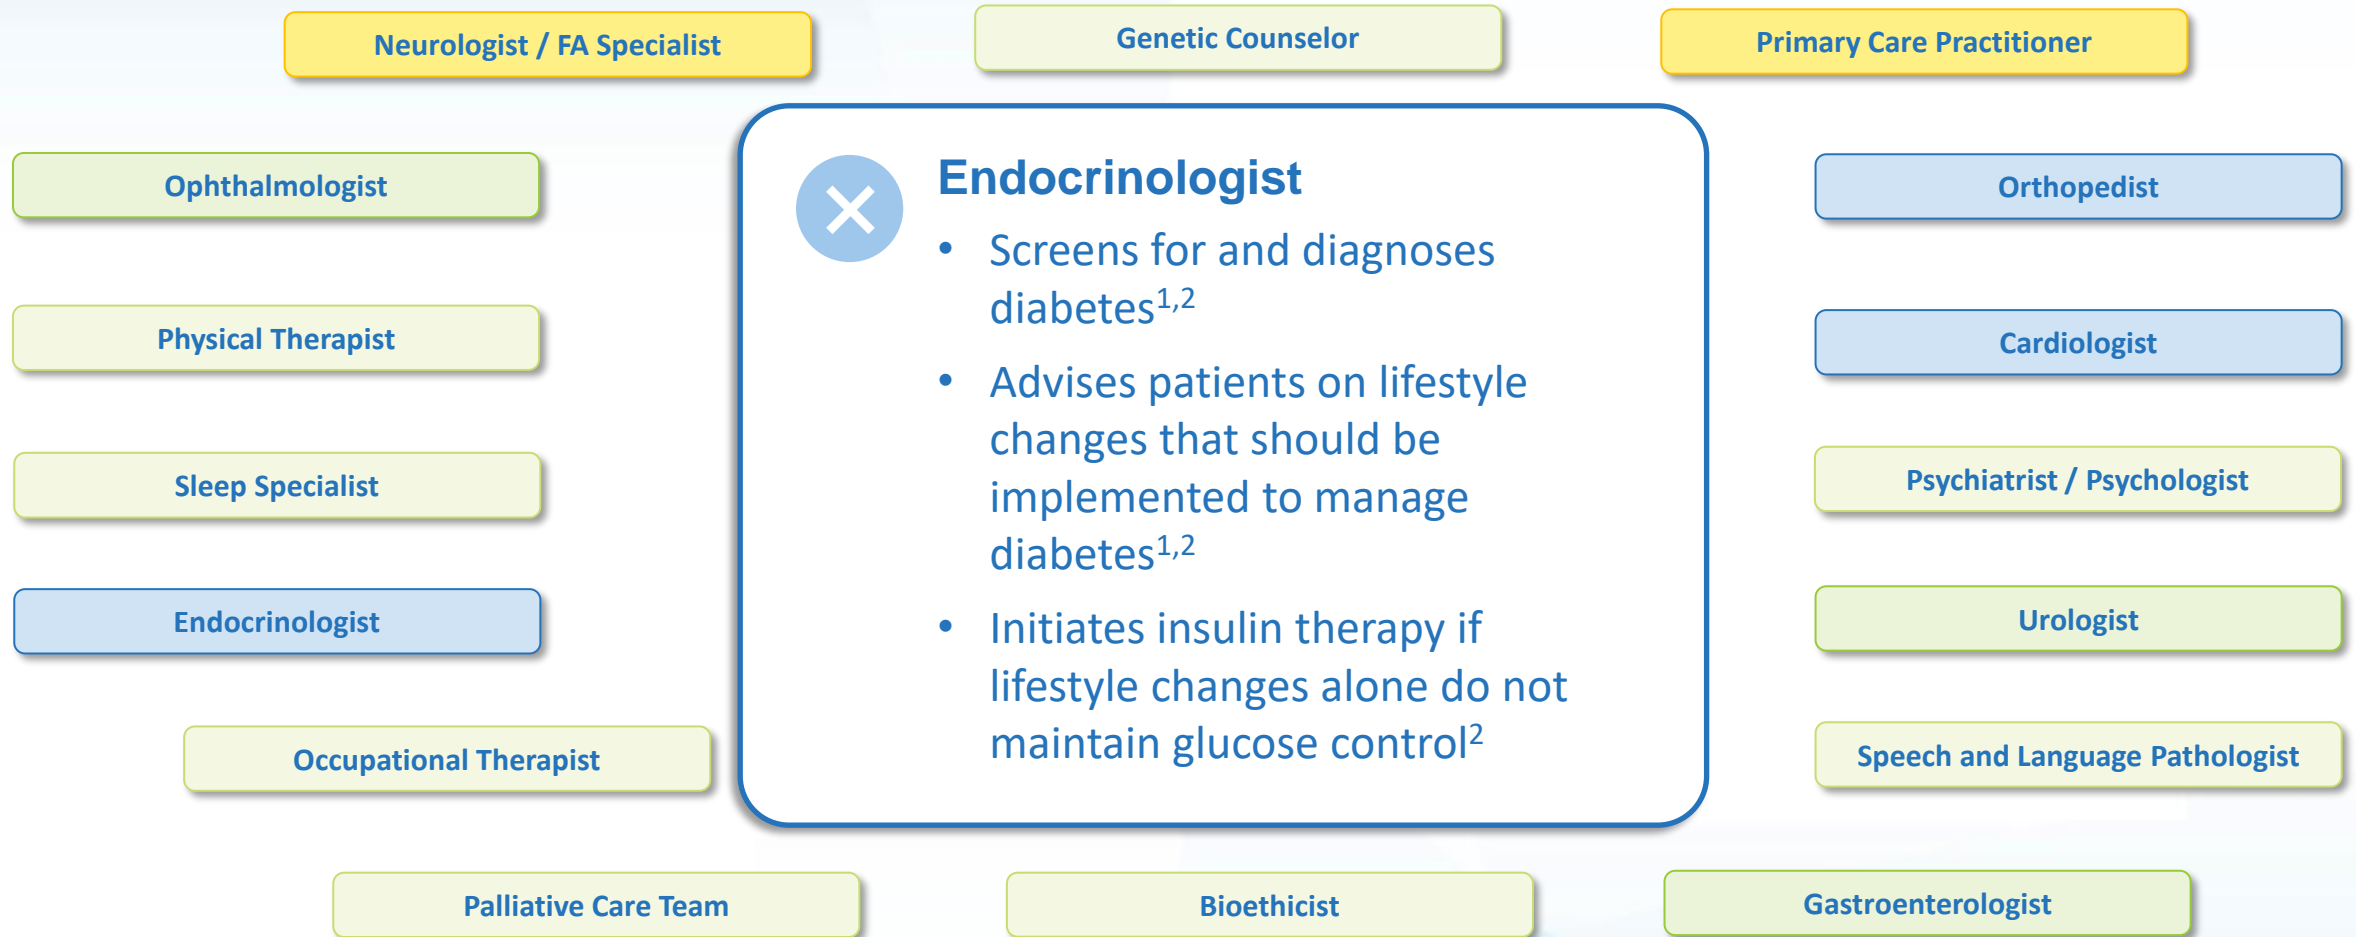 Neurologist / FA Specialist
Genetic Counselor
Primary Care Practitioner
Ophthalmologist
Physical Therapist
Sleep Specialist
Endocrinologist
Occupational Therapist
Endocrinologist
• Screens for and diagnoses
diabetes1,2
• Advises patients on lifestyle
changes that should be
implemented to manage
diabetes1,2
• Initiates insulin therapy if
lifestyle changes alone do not
maintain glucose control2
Orthopedist
Cardiologist
Psychiatrist / Psychologist
Urologist
Speech and Language Pathologist
Palliative Care Team
Bioethicist
Gastroenterologist